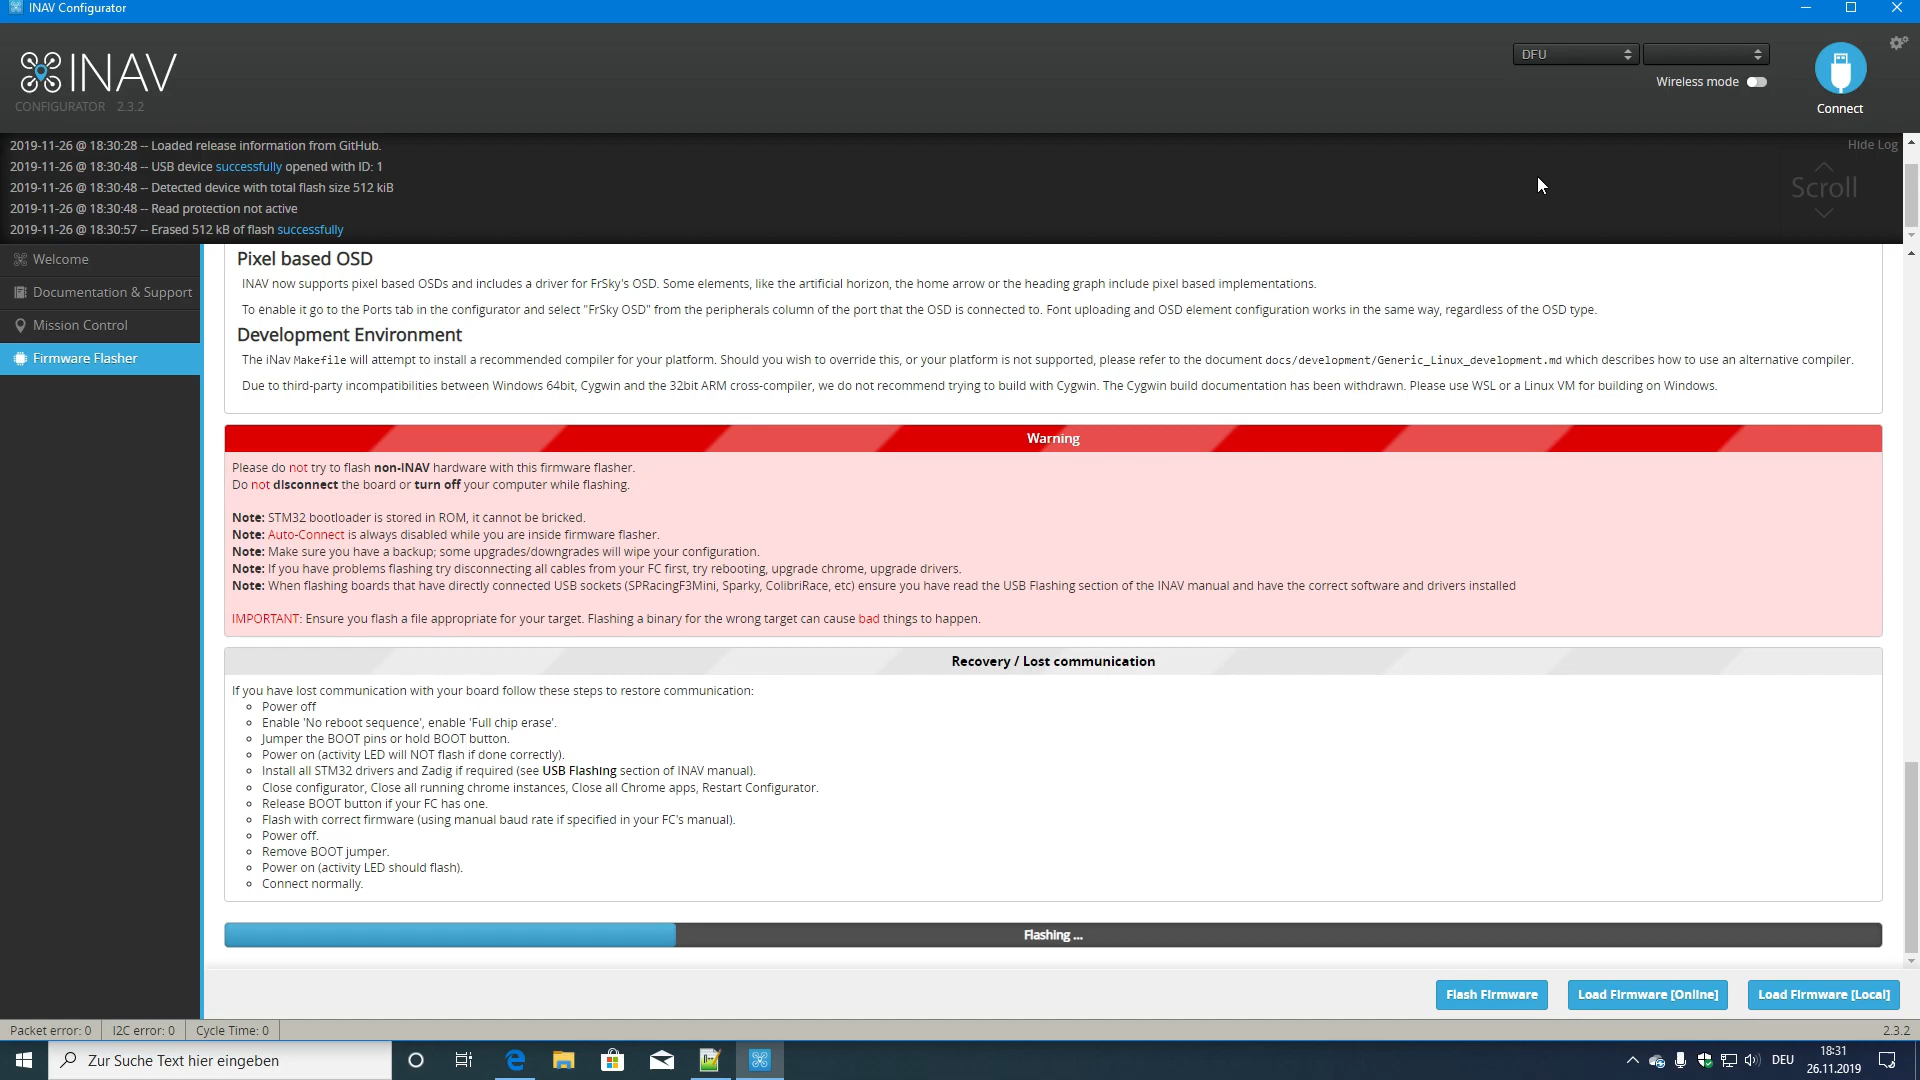 INAV Configurator
INAV
CONFIGURATOR 2.3.2
DFU
Wireless mode
Connect
2019-11-26 @ 18:30:28 -- Loaded release information from GitHub.
2019-11-26 @ 18:30:48 -- USB device successfully opened with ID: 1
2019-11-26 @ 18:30:48 -- Detected device with total flash size 512 kiB
2019-11-26 @ 18:30:48 -- Read protection not active
2019-11-26 @ 18:30:57 -- Erased 512 kB of flash successfully
Hide Log
Scroll
Welcome
Documentation & Support
Mission Control
Firmware Flasher
Pixel based OSD
INAV now supports pixel based OSDs and includes a driver for FrSky's OSD. Some elements, like the artificial horizon, the home arrow or the heading graph include pixel based implementations.
To enable it go to the Ports tab in the configurator and select "FrSky OSD" from the peripherals column of the port that the OSD is connected to. Font uploading and OSD element configuration works in the same way, regardless of the OSD type.
Development Environment
The iNav Makefile will attempt to install a recommended compiler for your platform. Should you wish to override this, or your platform is not supported, please refer to the document docs/development/Generic_Linux_development.md which describes how to use an alternative compiler.
Due to third-party incompatibilities between Windows 64bit, Cygwin and the 32bit ARM cross-compiler, we do not recommend trying to build with Cygwin. The Cygwin build documentation has been withdrawn. Please use WSL or a Linux VM for building on Windows.
Warning
Please do not try to flash non-INAV hardware with this firmware flasher.
Do not disconnect the board or turn off your computer while flashing.
Note: STM32 bootloader is stored in ROM, it cannot be bricked.
Note: Auto-Connect is always disabled while you are inside firmware flasher.
Note: Make sure you have a backup; some upgrades/downgrades will wipe your configuration.
Note: If you have problems flashing try disconnecting all cables from your FC first, try rebooting, upgrade chrome, upgrade drivers.
Note: When flashing boards that have directly connected USB sockets (SPRacingF3Mini, Sparky, ColibriRace, etc) ensure you have read the USB Flashing section of the INAV manual and have the correct software and drivers installed
IMPORTANT: Ensure you flash a file appropriate for your target. Flashing a binary for the wrong target can cause bad things to happen.
Recovery / Lost communication
If you have lost communication with your board follow these steps to restore communication:
Power off
Enable 'No reboot sequence', enable 'Full chip erase'.
Jumper the BOOT pins or hold BOOT button.
Power on (activity LED will NOT flash if done correctly).
Install all STM32 drivers and Zadig if required (see USB Flashing section of INAV manual).
Close configurator, Close all running chrome instances, Close all Chrome apps, Restart Configurator.
Release BOOT button if your FC has one.
Flash with correct firmware (using manual baud rate if specified in your FC's manual).
Power off.
Remove BOOT jumper.
Power on (activity LED should flash).
Connect normally.
Flashing ...
Flash Firmware
Load Firmware [Online]
Load Firmware [Local]
Packet error: 0
I2C error: 0
Cycle Time: 0
2.3.2
Zur Suche Text hier eingeben
DEU
18:31
26.11.2019